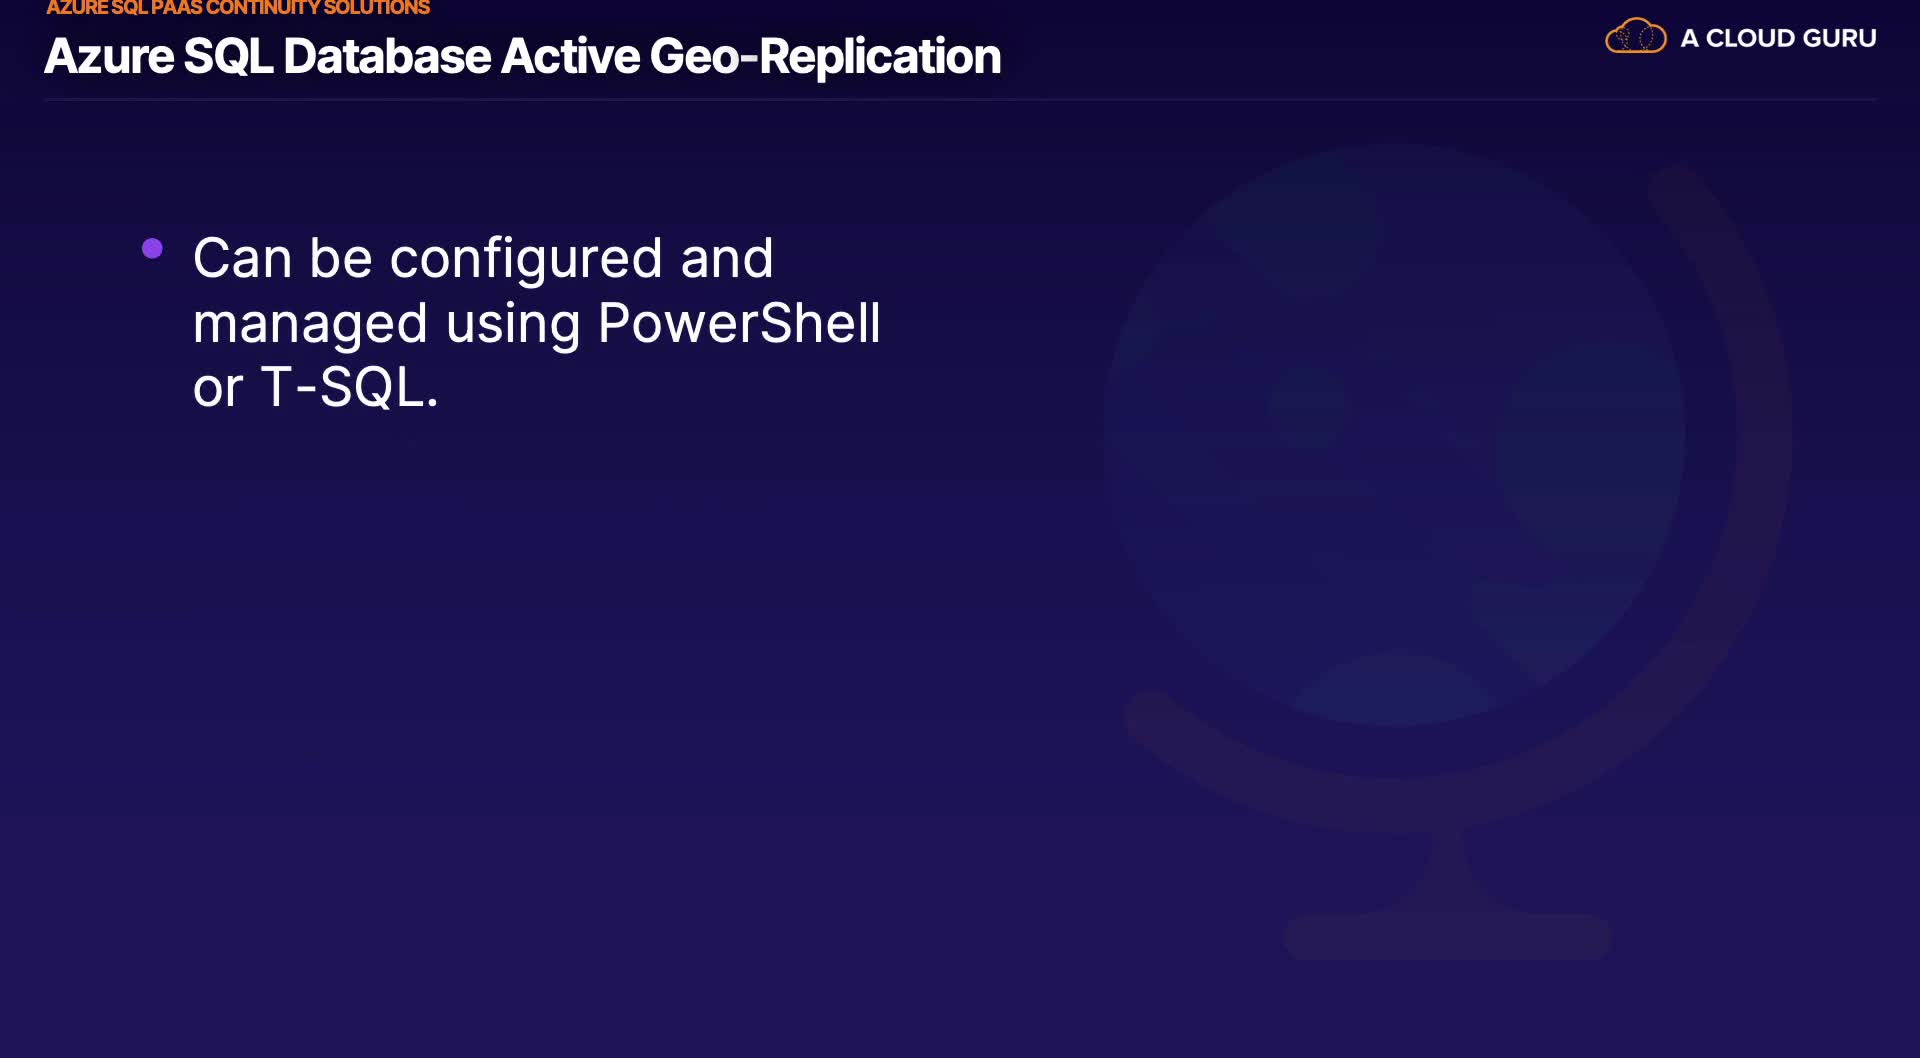 AZURE SQL PAAS CONTINUITY SOLUTIONS
Azure SQL Database Active Geo-Replication
A CLOUD GURU
Can be configured and
managed using PowerShell
or T-SQL.